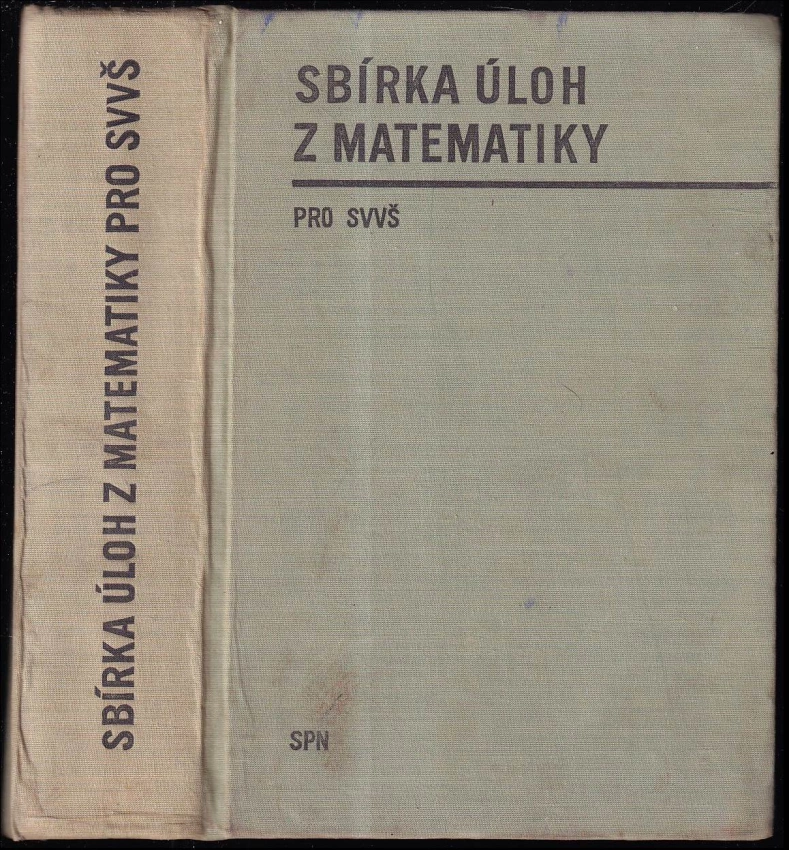 SBÍRKA ÚLOH Z MATEMATIKY PRO SVVŠ
SBÍRKA ÚLOH
Z MATEMATIKY
PRO SVVŠ
SPN